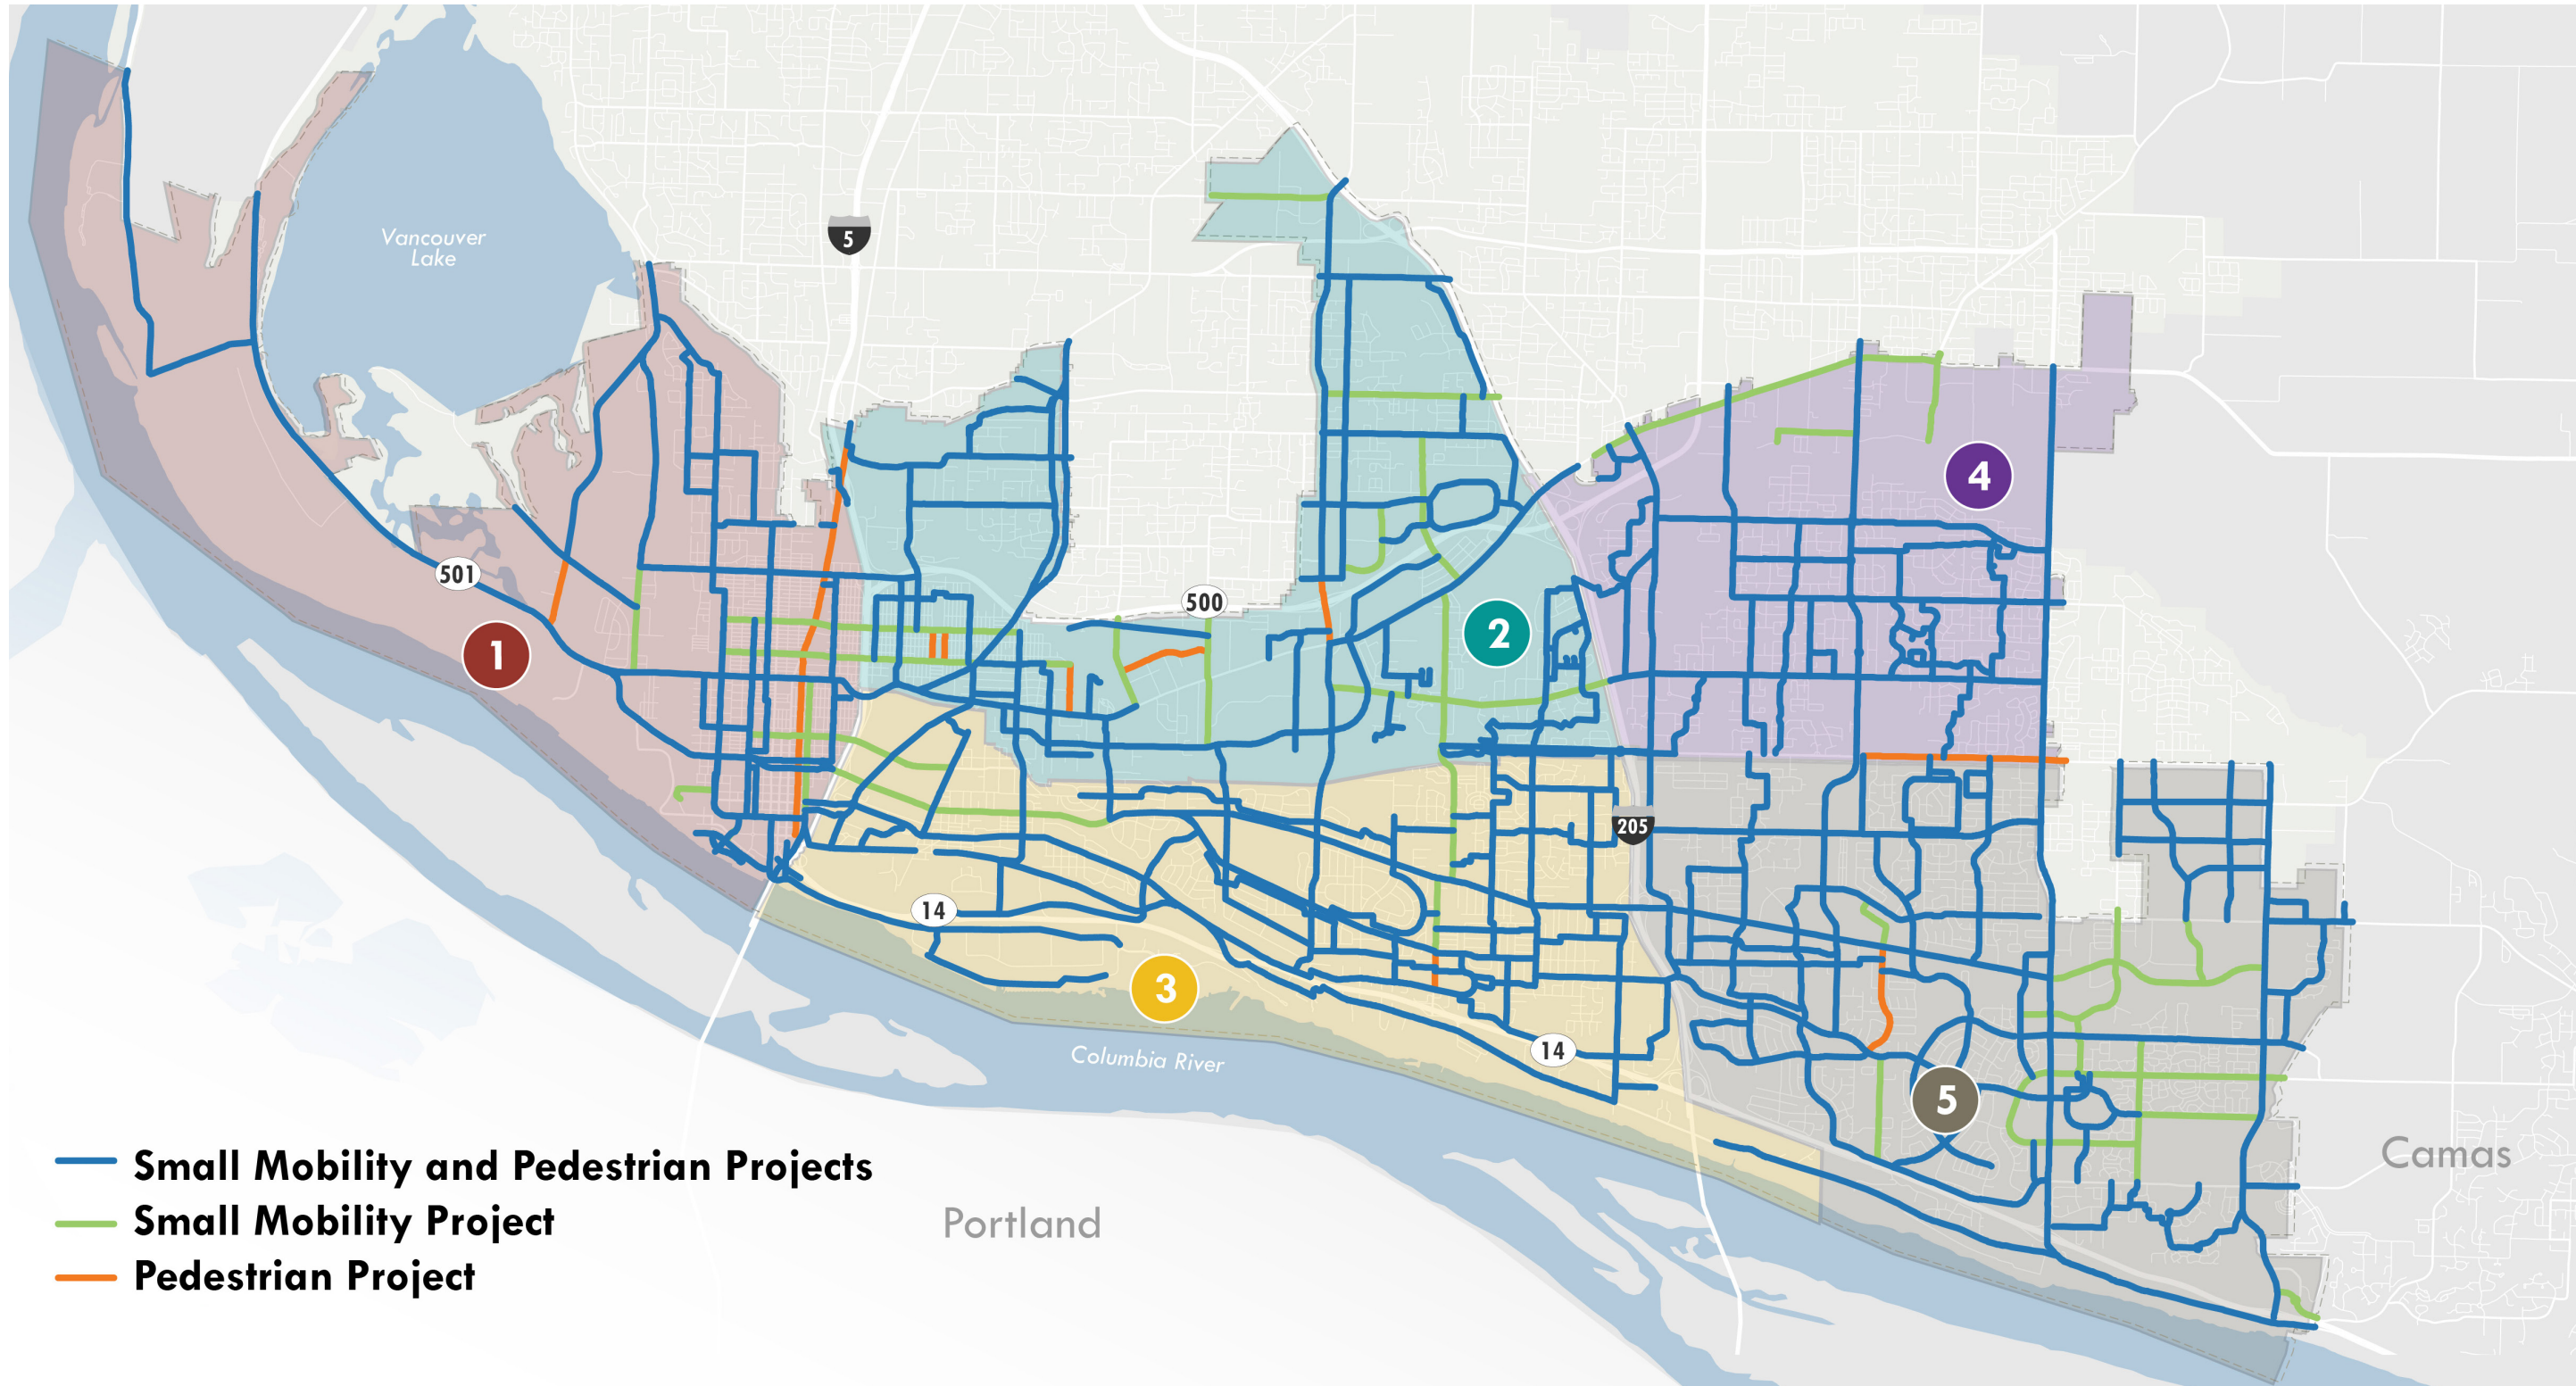 Vancouver
Lake
5
4
501
500
1
2
205
14
3
14
Columbia River
5
Camas
Small Mobility and Pedestrian Projects
Small Mobility Project
Pedestrian Project
Portland